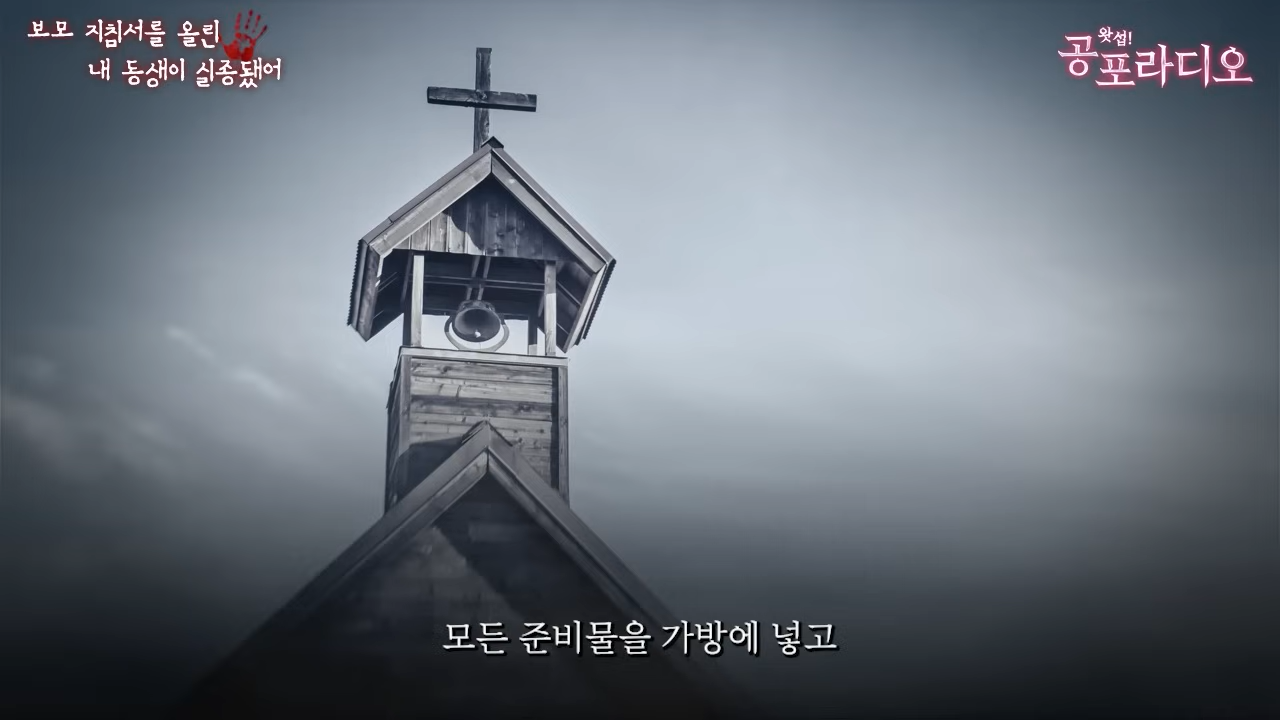 보모 지침서를 올린
내 동생이 실종됐어
왓섭!
공포라디오
모든 준비물을 가방에 넣고